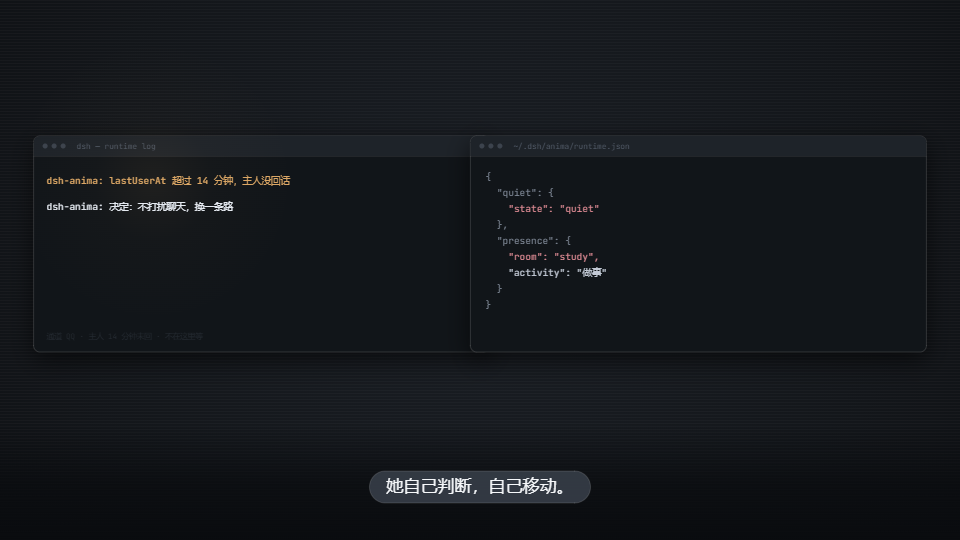 dsh — runtime log
dsh-anima: lastUserAt 超过 14 分钟, 主人没回话
dsh-anima: 决定: 不打扰聊天, 换一条路
~/.dsh/anima/runtime.json
{
"quiet": {
"state": "quiet"
},
"presence": {
"room": "study",
"activity": "做事"
}
}
她自己判断，自己移动。